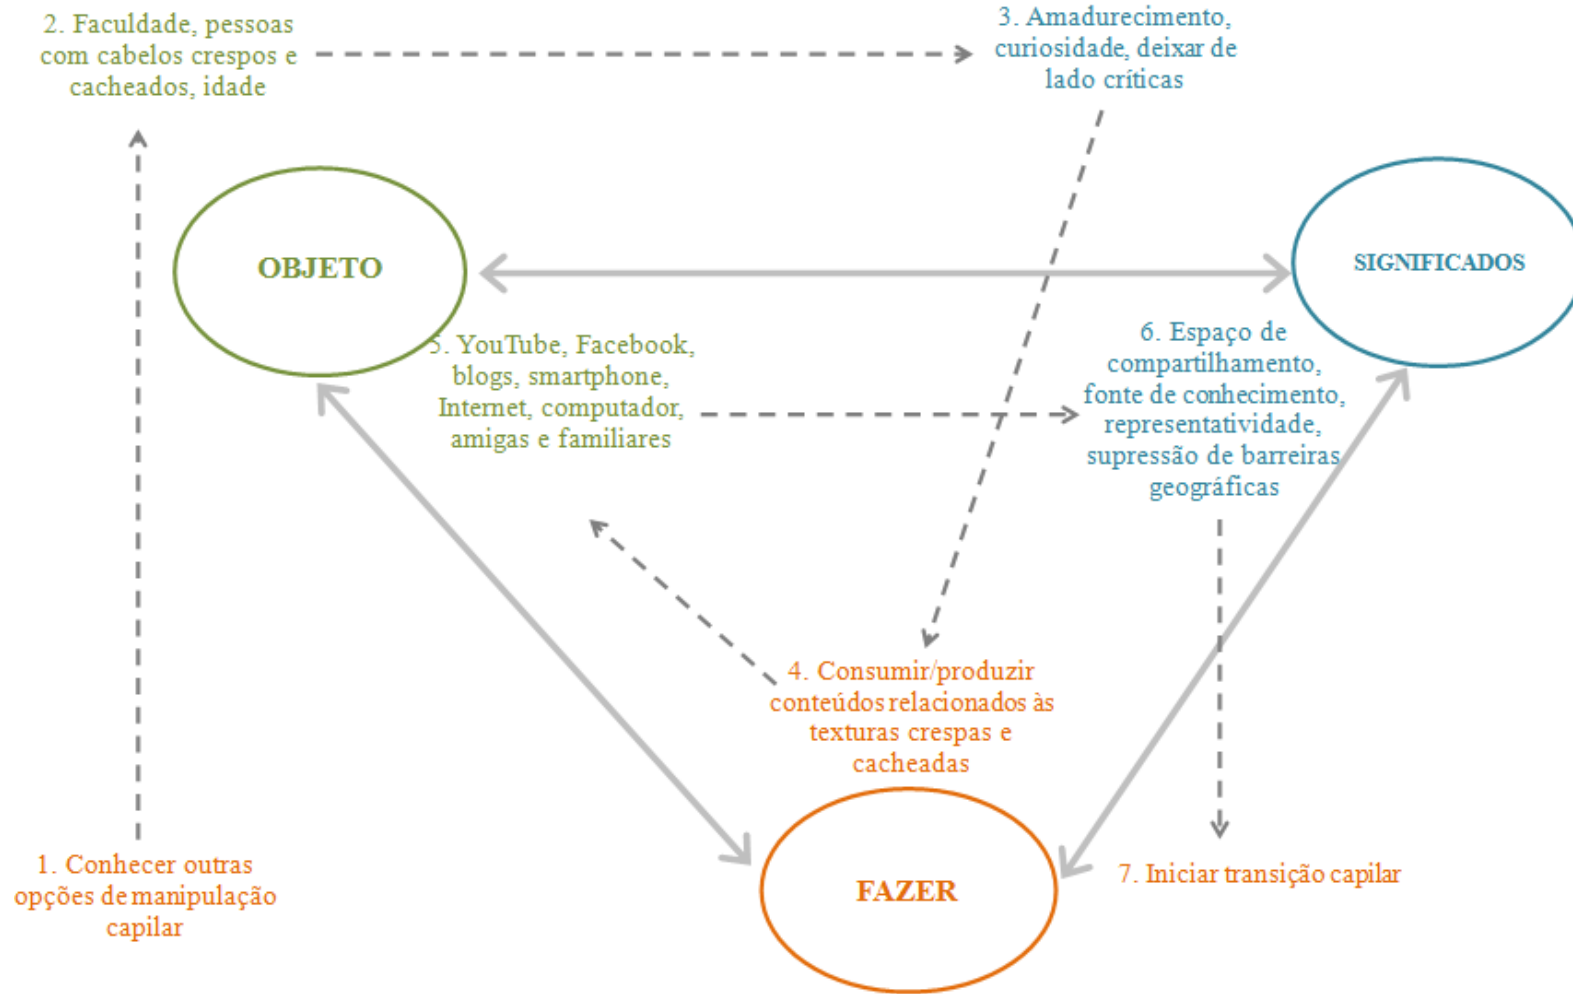 2. Faculdade, pessoas
com cabelos crespos e
cacheados, idade
3. Amadurecimento,
curiosidade, deixar de
lado críticas
OBJETO
SIGNIFICADOS
5. YouTube, Facebook,
blogs, smartphone,
Internet, computador,
amigas e familiares
6. Espaço de
compartilhamento,
fonte de conhecimento,
representatividade,
supressão de barreiras
geográficas
4. Consumir/produzir
conteúdos relacionados às
texturas crespas e
cacheadas
1. Conhecer outras
opções de manipulação
capilar
FAZER
7. Iniciar transição capilar